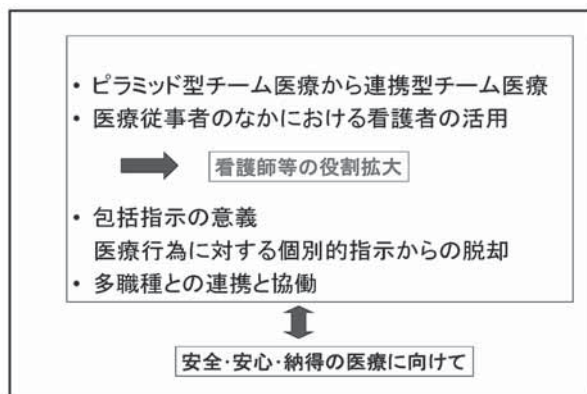 • ピラミッド型チーム医療から連携型チーム医療
• 医療従事者のなかにおける看護者の活用
看護師等の役割拡大
• 包括指示の意義
医療行為に対する個別的指示からの脱却
• 多職種との連携と協働
安全・安心・納得の医療に向けて